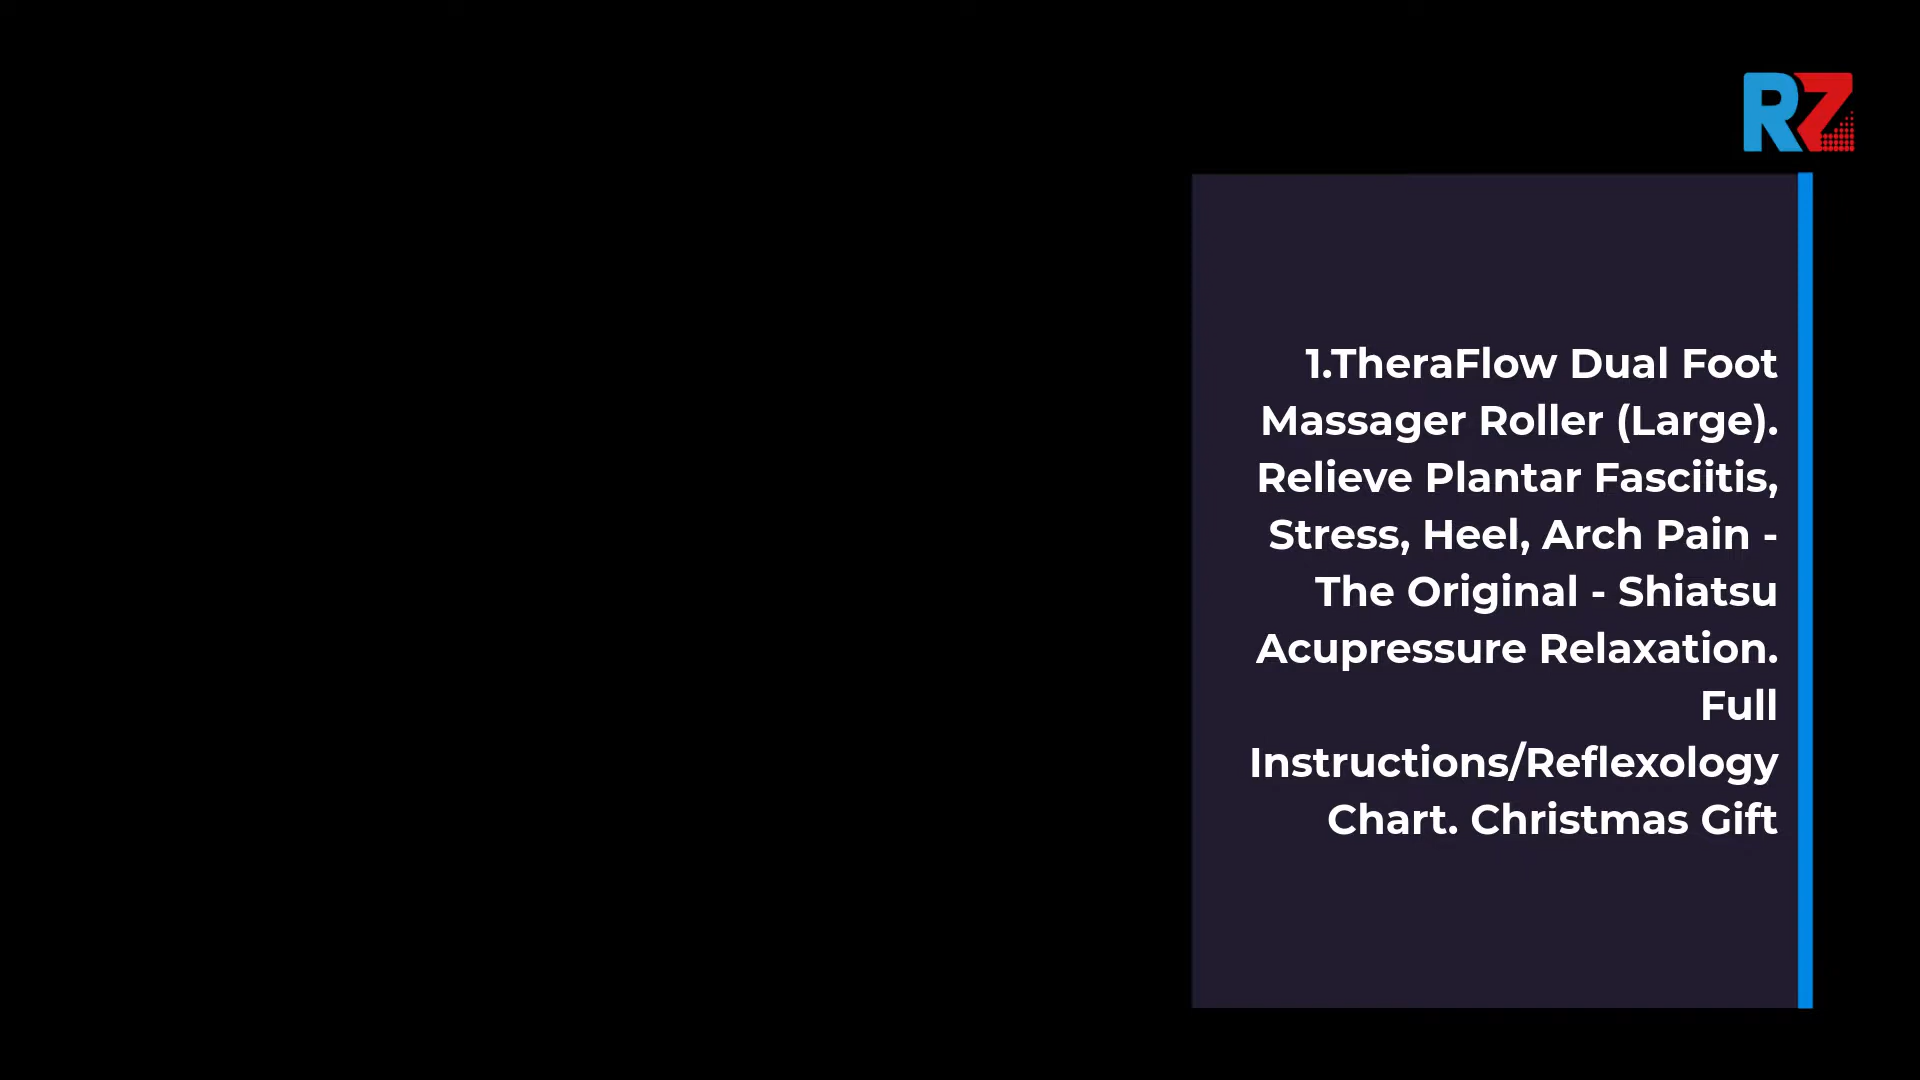 RZ
1.TheraFlow Dual Foot
Massager Roller (Large).
Relieve Plantar Fasciitis,
Stress, Heel, Arch Pain -
The Original - Shiatsu
Acupressure Relaxation.
Full
Instructions/Reflexology
Chart. Christmas Gift